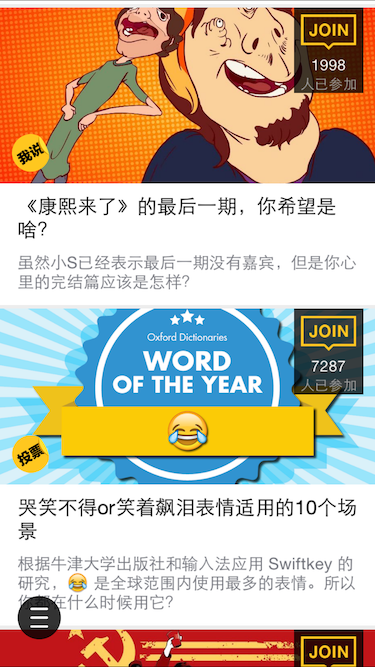 JOIN
1998
人已参加
我说
《康熙来了》的最后一期，你希望是
啥？
虽然小S已经表示最后一期没有嘉宾，但是你心
里的完结篇应该是怎样？
Oxford Dictionaries
WORD
OF THE YEAR
JOIN
7287
人已参加
投票
哭笑不得or笑着飙泪表情适用的10个场
景
根据牛津大学出版社和输入法应用 Swiftkey 的
研究，😂 是全球范围内使用最多的表情。所以
在什么时候用它？
JOIN